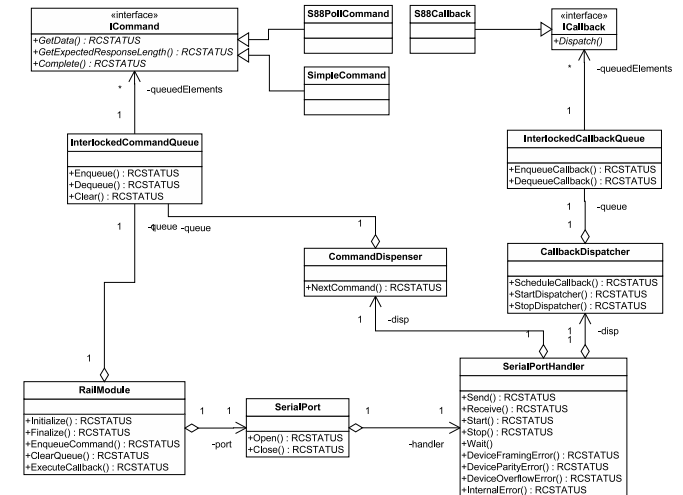 «interface»
ICommand
+GetData() : RCSTATUS
+GetExpectedResponseLength() : RCSTATUS
+Complete() : RCSTATUS
S88PollCommand
SimpleCommand
S88Callback
«interface»
ICallback
+Dispatch()
* -queuedElements
1
* -queuedElements
1
InterlockedCommandQueue
+Enqueue() : RCSTATUS
+Dequeue() : RCSTATUS
+Clear() : RCSTATUS
InterlockedCallbackQueue
+EnqueueCallback() : RCSTATUS
+DequeueCallback() : RCSTATUS
1 -queue
1 -queue
1
1 -queue
1
CommandDispenser
+NextCommand() : RCSTATUS
CallbackDispatcher
+ScheduleCallback() : RCSTATUS
+StartDispatcher() : RCSTATUS
+StopDispatcher() : RCSTATUS
1 -disp
1
1 -disp
1
1
RailModule
+Initialize() : RCSTATUS
+Finalize() : RCSTATUS
+EnqueueCommand() : RCSTATUS
+ClearQueue() : RCSTATUS
+ExecuteCallback() : RCSTATUS
1 1
-port
SerialPort
+Open() : RCSTATUS
+Close() : RCSTATUS
1 1
-handler
SerialPortHandler
+Send() : RCSTATUS
+Receive() : RCSTATUS
+Start() : RCSTATUS
+Stop() : RCSTATUS
+Wait()
+DeviceFramingError() : RCSTATUS
+DeviceParityError() : RCSTATUS
+DeviceOverflowError() : RCSTATUS
+InternalError() : RCSTATUS